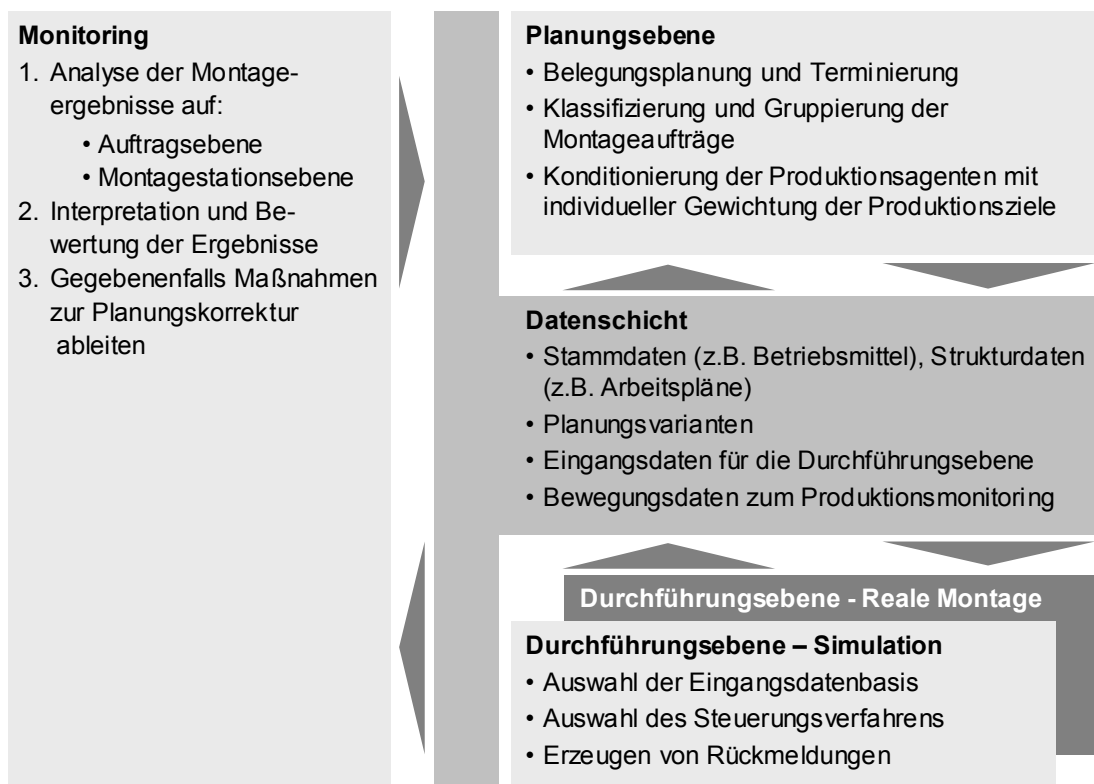 Monitoring
1. Analyse der Montage-
ergebnisse auf:
• Auftragsebene
• Montagestationsebene
2. Interpretation und Be-
wertung der Ergebnisse
3. Gegebenenfalls Maßnahmen
zur Planungskorrektur
ableiten
Planungsebene
• Belegungsplanung und Terminierung
• Klassifizierung und Gruppierung der
Montageaufträge
• Konditionierung der Produktionsagenten mit
individueller Gewichtung der Produktionsziele
Datenschicht
• Stammdaten (z.B. Betriebsmittel), Strukturdaten
(z.B. Arbeitspläne)
• Planungsvarianten
• Eingangsdaten für die Durchführungsebene
• Bewegungsdaten zum Produktionsmonitoring
Durchführungsebene - Reale Montage
Durchführungsebene – Simulation
• Auswahl der Eingangsdatenbasis
• Auswahl des Steuerungsverfahrens
• Erzeugen von Rückmeldungen